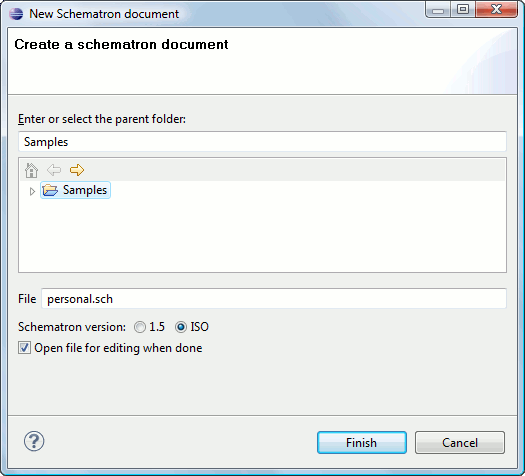 New Schematron document
Create a schematron document
Enter or select the parent folder:
Samples
Samples
File personal.sch
Schematron version: 1.5 ISO
Open file for editing when done
? Finish Cancel